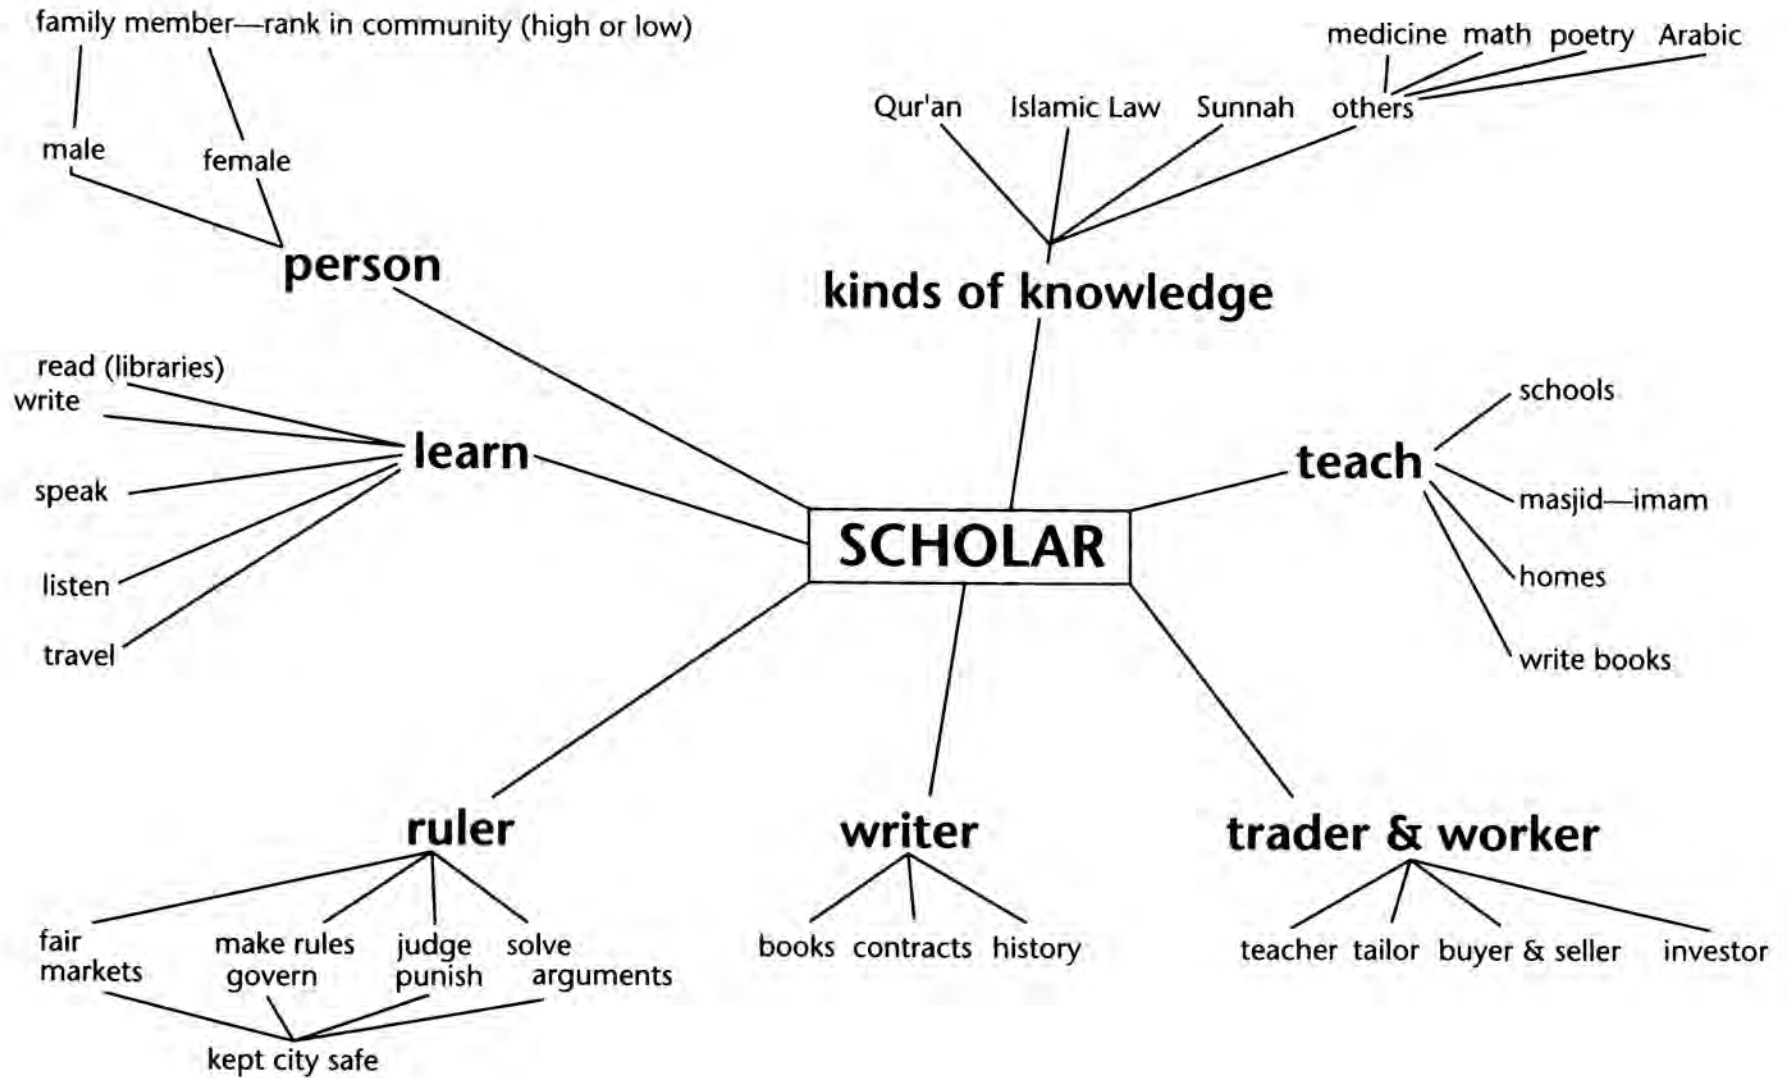 family member—rank in community (high or low)
male
female
person
medicine math poetry Arabic
Qur'an Islamic Law Sunnah others
kinds of knowledge
read (libraries)
write
speak
listen
travel
learn
SCHOLAR
teach
schools
masjid—imam
homes
write books
ruler
fair
markets
make rules
govern
judge
punish
solve
arguments
kept city safe
writer
books contracts history
trader & worker
teacher tailor buyer & seller investor